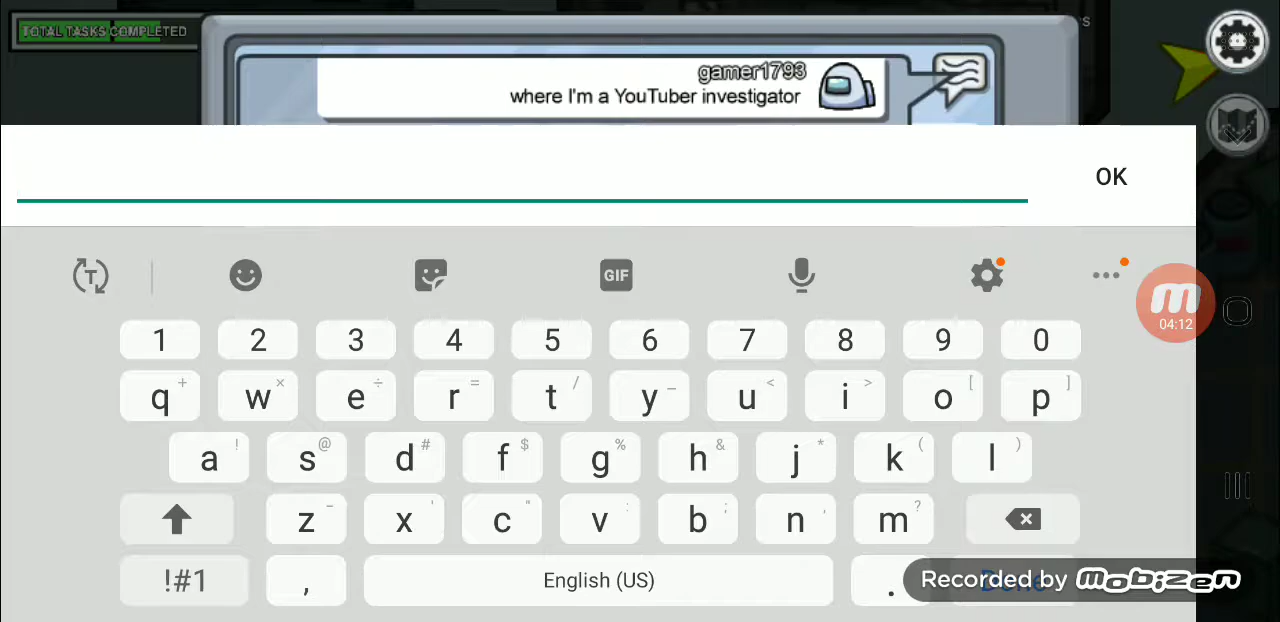 TOTAL TASKS COMPLETED
gamer1793
where I'm a YouTuber investigator
OK
T
GIF
04:12
1 2 3 4 5 6 7 8 9 0
q + w × e ÷ r = t / y _ u < i > o [ p ]
a ! s @ d # f $ g % h & j * k ( l )
z - x ' c " v : b ; n , m ?
!#1 , English (US) . Done
Recorded by mobizen